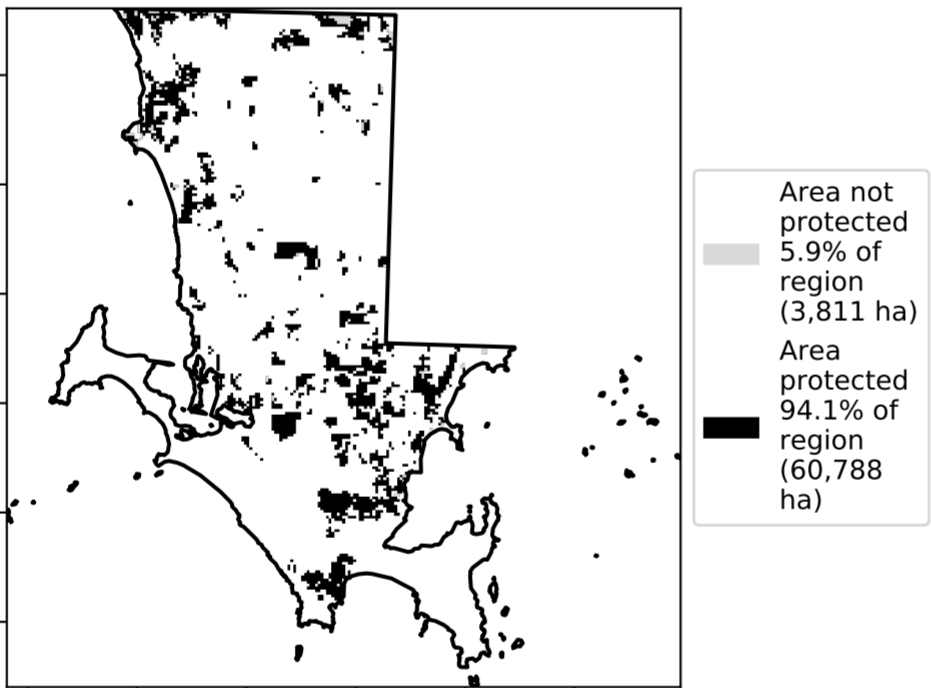 Area not
protected
5.9% of
region
(3,811 ha)
Area
protected
94.1% of
region
(60,788
ha)